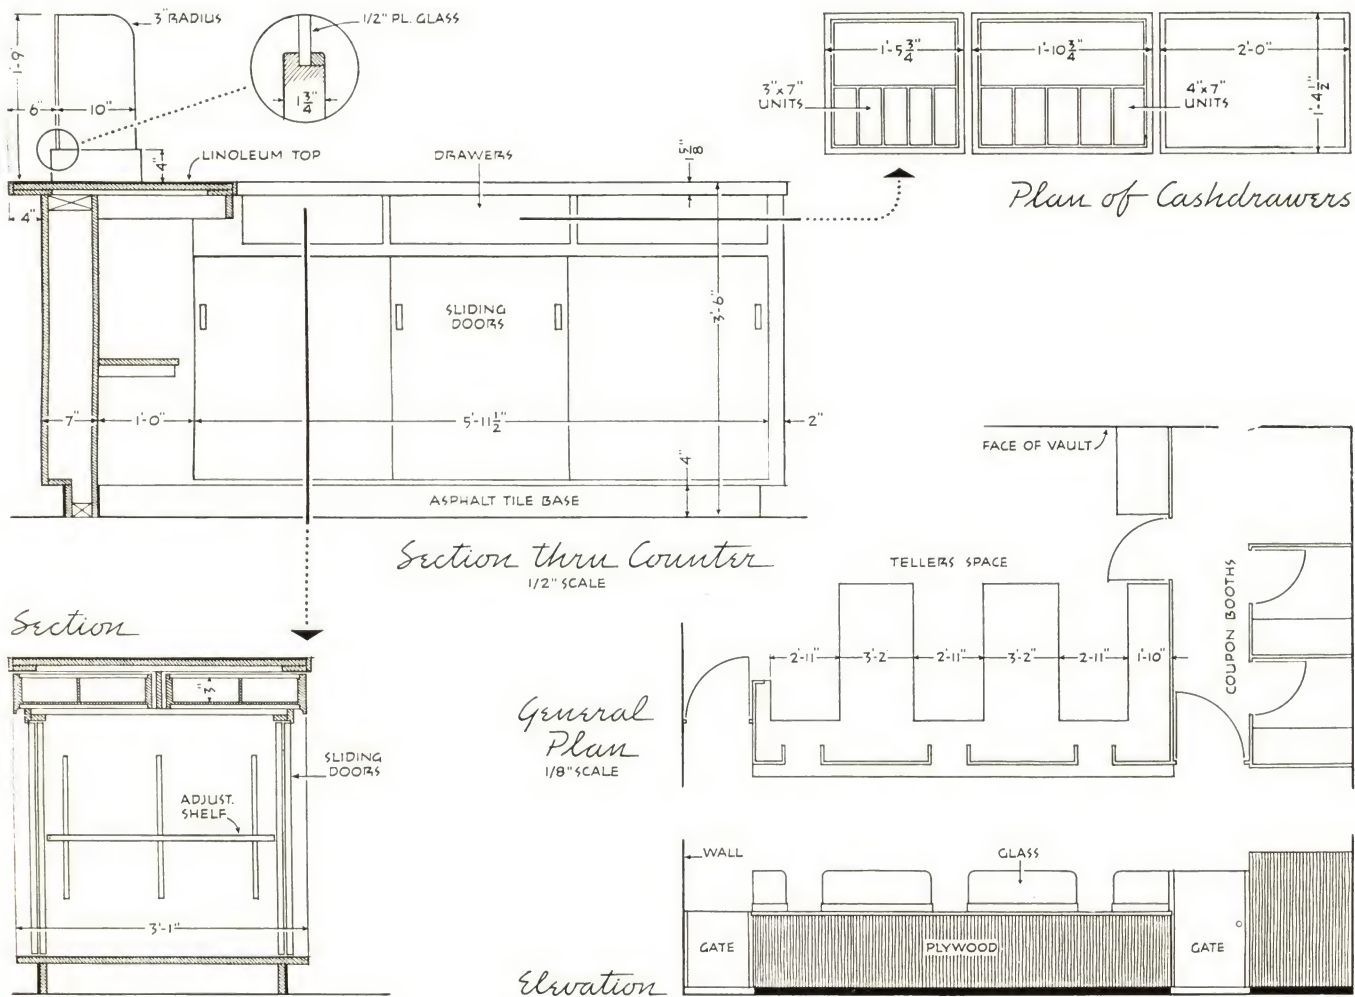 3" RADIUS
1/2" PL. GLASS
1'-9"
6"
10"
1 3/4"
4"
LINOLEUM TOP
DRAWERS
1 5/8"
4"
3'-6"
SLIDING
DOORS
7"
1'-0"
5'-11 1/2"
2"
4"
ASPHALT TILE BASE
Section thru Counter
1/2" SCALE
1'-5 3/4"
1'-10 3/4"
2'-0"
1'-4 1/2"
3" x 7"
UNITS
4" x 7"
UNITS
Plan of Cashdrawers
Section
3"
SLIDING
DOORS
ADJUST.
SHELF
3'-1"
FACE OF VAULT
TELLERS SPACE
COUPON BOOTHS
2'-11"
3'-2"
2'-11"
3'-2"
2'-11"
1'-10"
General
Plan
1/8" SCALE
WALL
GLASS
GATE
PLYWOOD
GATE
Elevation